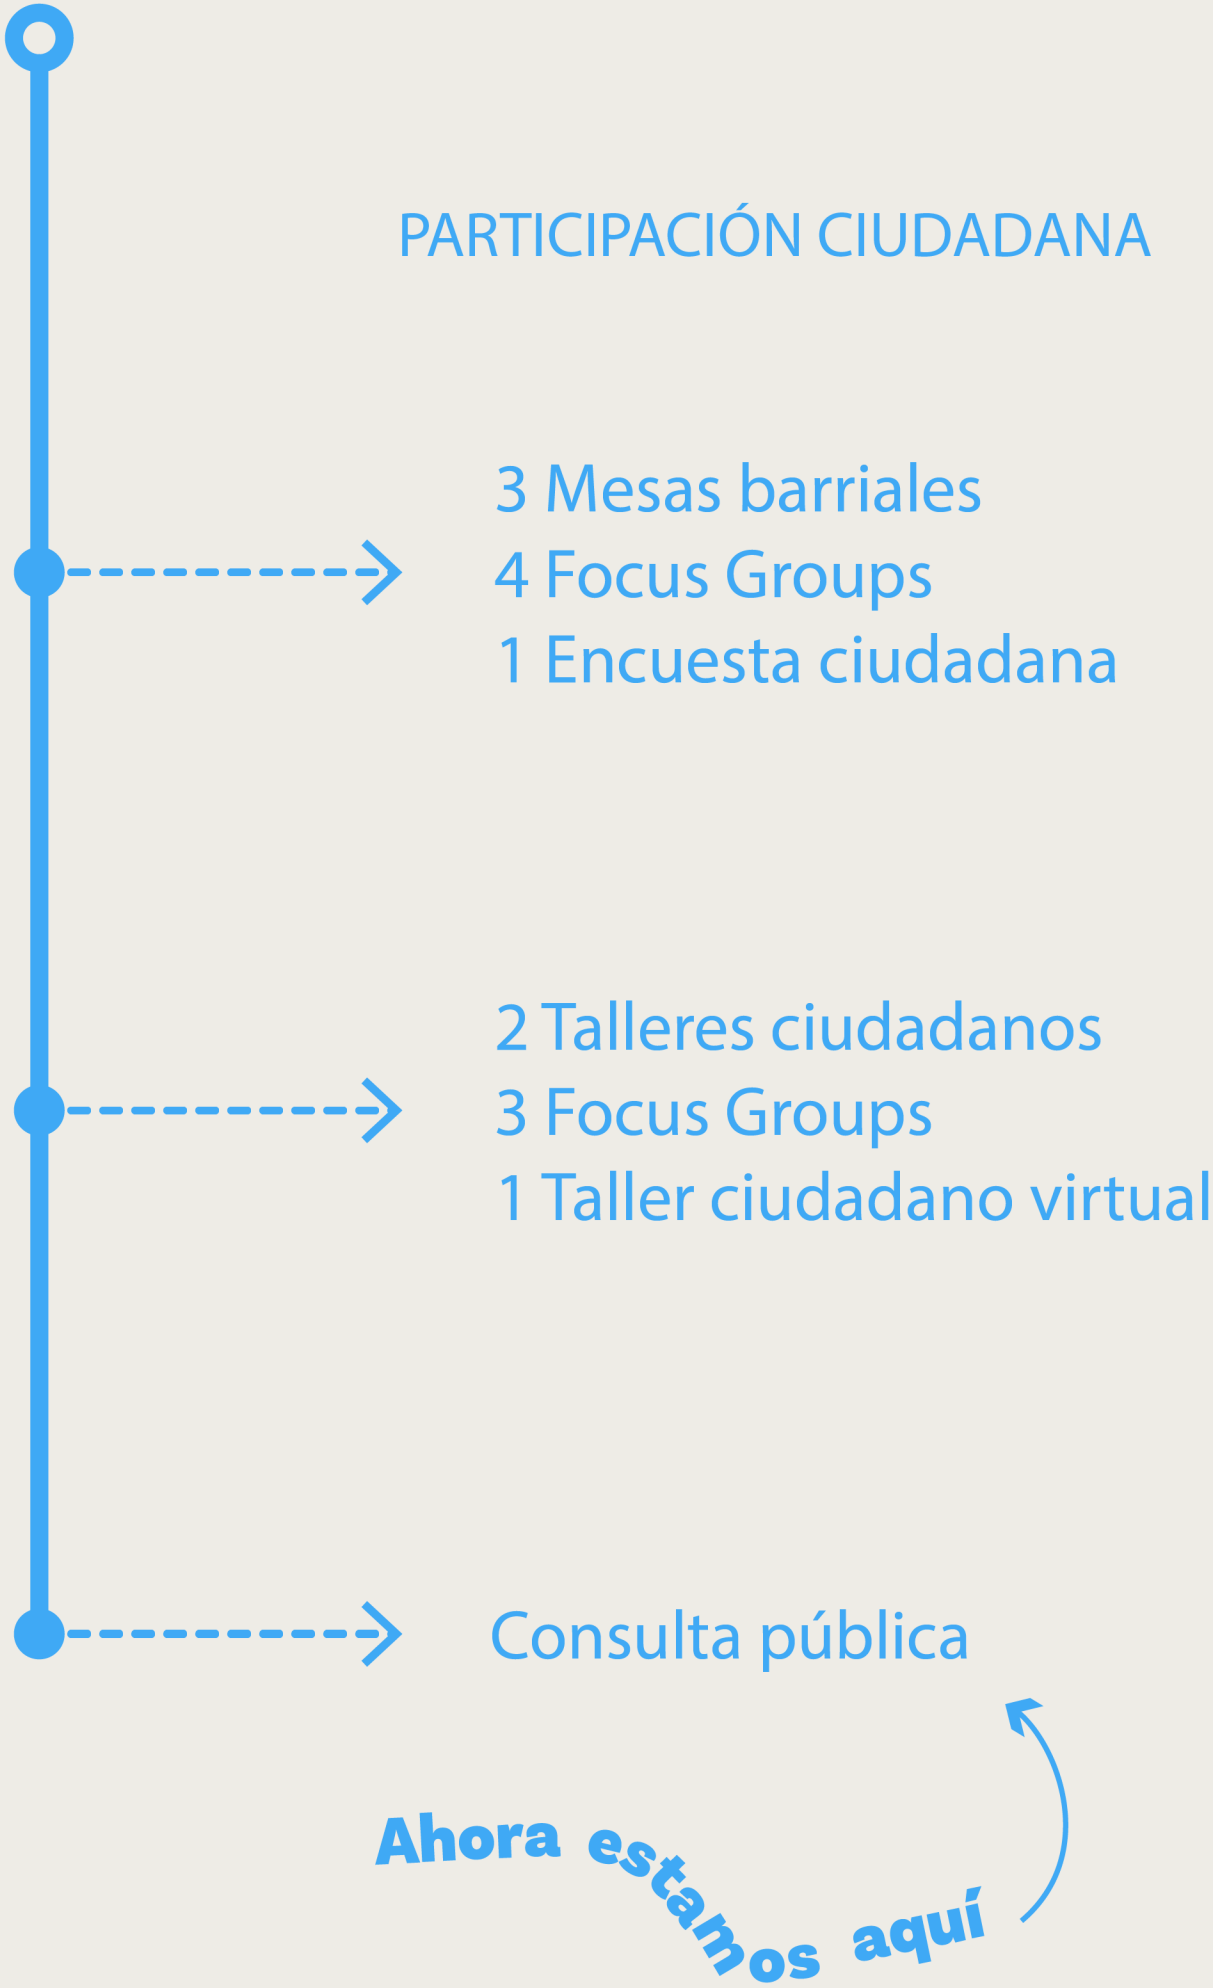 PARTICIPACIÓN CIUDADANA
3 Mesas barriales
4 Focus Groups
1 Encuesta ciudadana
2 Talleres ciudadanos
3 Focus Groups
1 Taller ciudadano virtual
Consulta pública
Ahora estamos aquí